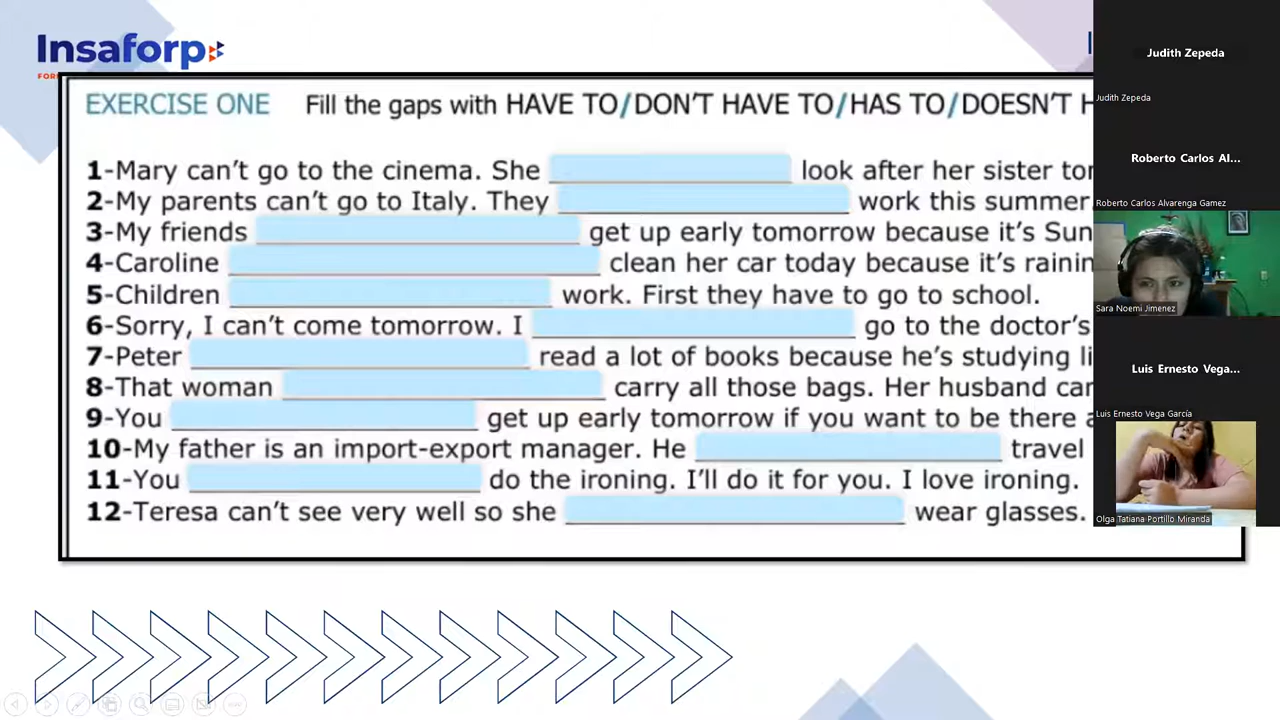 Insaforp
EXERCISE ONE Fill the gaps with HAVE TO/DON'T HAVE TO/HAS TO/DOESN'T H
1-Mary can't go to the cinema. She look after her sister
2-My parents can't go to Italy. They work this summer
3-My friends get up early tomorrow because it's
4-Caroline clean her car today because it's
5-Children work. First they have to go to school.
6-Sorry, I can't come tomorrow. I go to the doctor's
7-Peter read a lot of books because he's studying
8-That woman carry all those bags. Her husband
9-You get up early tomorrow if you want to be there
10-My father is an import-export manager. He travel
11-You do the ironing. I'll do it for you. I love ironing.
12-Teresa can't see very well so she wear glasses.
Judith Zepeda
Judith Zepeda
Roberto Carlos Al...
Roberto Carlos Alvarenga Gamez
Sara Noemi Jimenez
Luis Ernesto Vega...
Luis Ernesto Vega García
Olga Tatiana Portillo Miranda